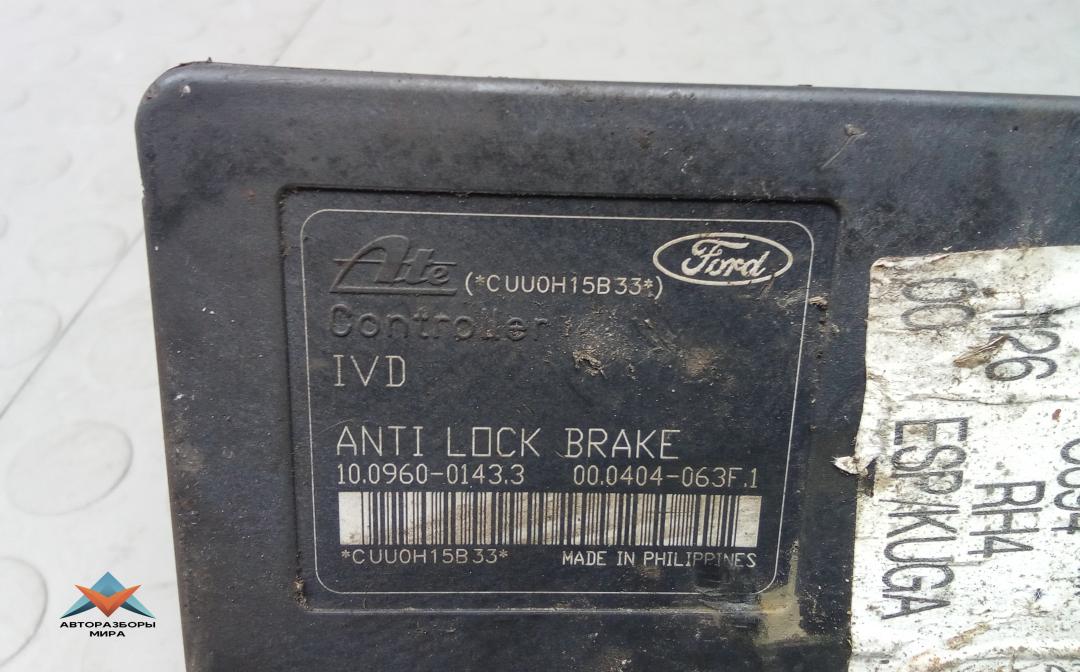 Ate
Ford
(*CUU0H15B33*)
Controller
IVD
ANTI LOCK BRAKE
10.0960-0143.3 00.0404-063F.1
*CUU0H15B33* MADE IN PHILIPPINES
RH4
00 ESP/KUGA
АВТОРАЗБОРЫ
МИРА